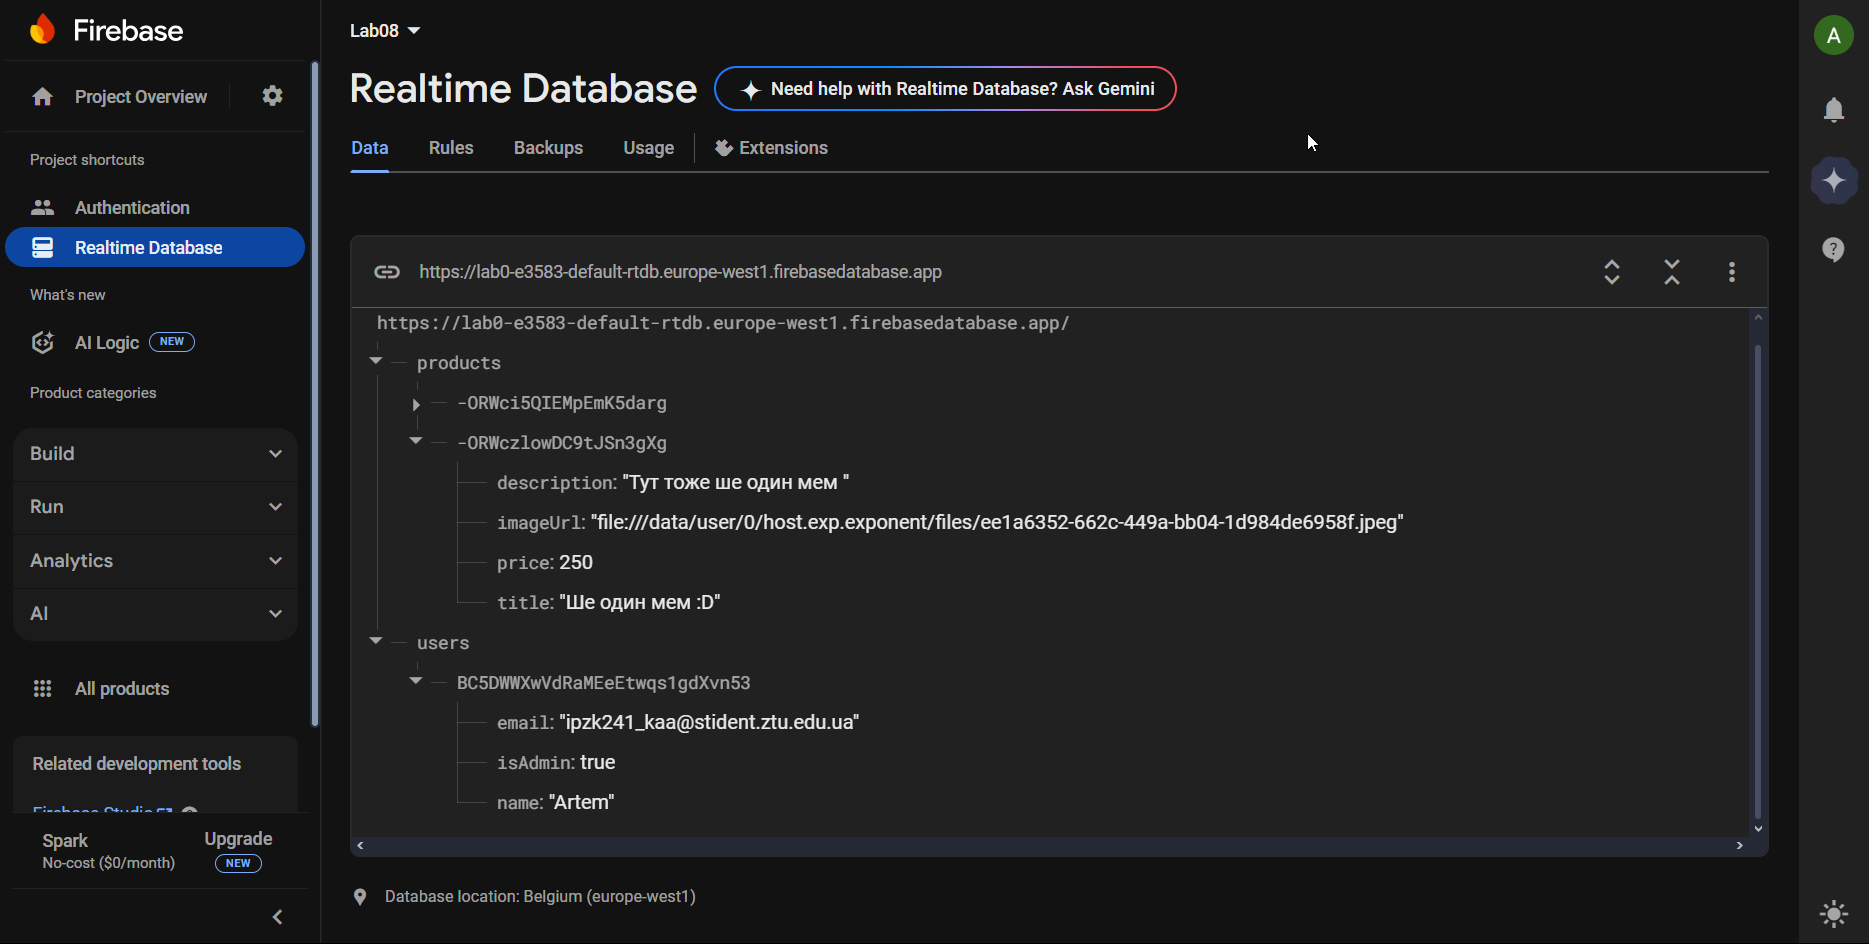 Firebase
Project Overview
Project shortcuts
Authentication
Realtime Database
What's new
AI Logic NEW
Product categories
Build
Run
Analytics
AI
All products
Related development tools
Firebase Studio
Spark
No-cost ($0/month)
Upgrade
NEW
Lab08
Realtime Database
Need help with Realtime Database? Ask Gemini
Data Rules Backups Usage Extensions
https://lab0-e3583-default-rtdb.europe-west1.firebasedatabase.app
https://lab0-e3583-default-rtdb.europe-west1.firebasedatabase.app/
products
-ORWci5QIEMpEmK5darg
-ORWczlowDC9tJSn3gXg
description: "Тут тоже ше один мем "
imageUrl: "file:///data/user/0/host.exp.exponent/files/ee1a6352-662c-449a-bb04-1d984de6958f.jpeg"
price: 250
title: "Ше один мем :D"
users
BC5DWWXwVdRaMEeEtwqs1gdXvn53
email: "ipzk241_kaa@stident.ztu.edu.ua"
isAdmin: true
name: "Artem"
Database location: Belgium (europe-west1)
A